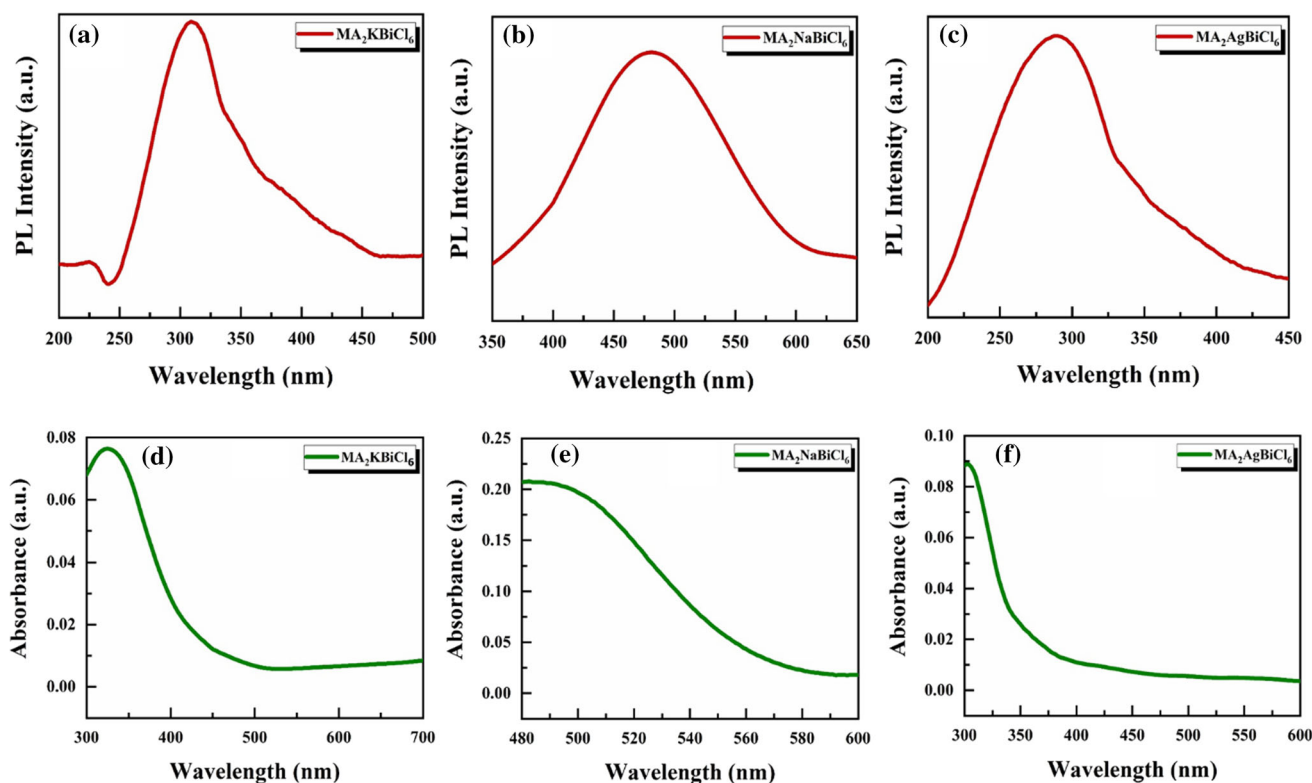 (a)
MA₂KBiCl₆
PL Intensity (a.u.)
200 250 300 350 400 450 500
Wavelength (nm)
(b)
MA₂NaBiCl₆
PL Intensity (a.u.)
350 400 450 500 550 600 650
Wavelength (nm)
(c)
MA₂AgBiCl₆
PL Intensity (a.u.)
200 250 300 350 400 450
Wavelength (nm)
(d)
MA₂KBiCl₆
Absorbance (a.u.)
0.08
0.06
0.04
0.02
0.00
300 350 400 450 500 550 600 650 700
Wavelength (nm)
(e)
MA₂NaBiCl₆
Absorbance (a.u.)
0.25
0.20
0.15
0.10
0.05
0.00
480 500 520 540 560 580 600
Wavelength (nm)
(f)
MA₂AgBiCl₆
Absorbance (a.u.)
0.10
0.08
0.06
0.04
0.02
0.00
300 350 400 450 500 550 600
Wavelength (nm)